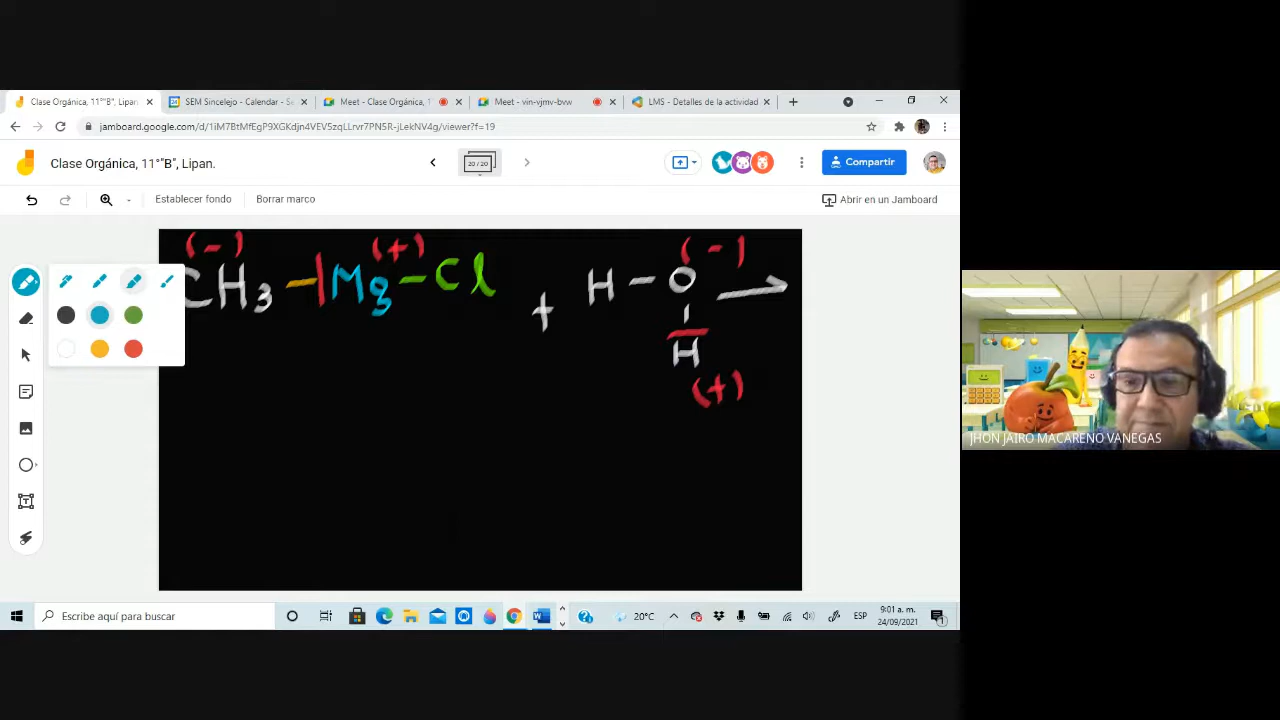 Clase Orgánica, 11°"B", Lipan.
SEM Sincelejo - Calendar - Se
Meet - Clase Orgánica, 1
Meet - vin-vjmv-bvw
LMS - Detalles de la actividad
jamboard.google.com/d/1iM7BtMfEgP9XGKdjn4VEV5zqLLrvr7PN5R-jLekNV4g/viewer?f=19
Clase Orgánica, 11°"B", Lipan.
20 / 20
Compartir
Establecer fondo
Borrar marco
Abrir en un Jamboard
(-) (+) (-)
CH3 - Mg - Cl + H - O →
H
(+)
JHON JAIRO MACARENO VANEGAS
Escribe aquí para buscar
20°C
ESP
9:01 a. m.
24/09/2021
1